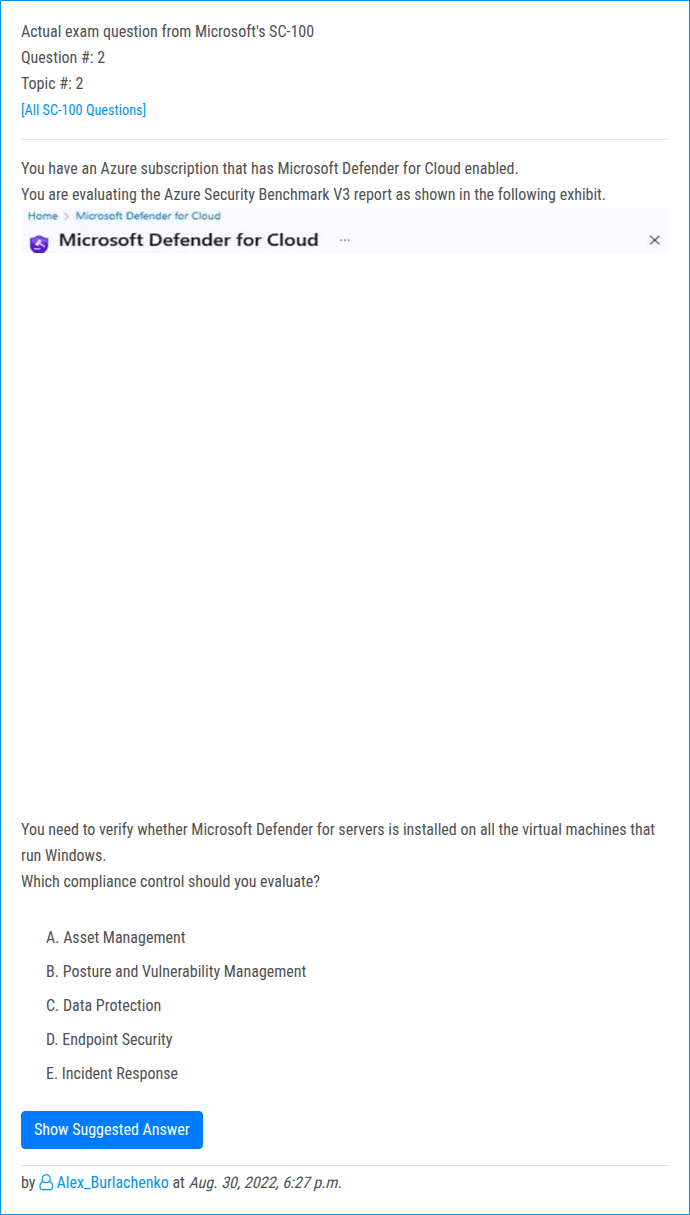 Actual exam question from Microsoft's SC-100
Question #: 2
Topic #: 2
[All SC-100 Questions]
You have an Azure subscription that has Microsoft Defender for Cloud enabled.
You are evaluating the Azure Security Benchmark V3 report as shown in the following exhibit.
Home > Microsoft Defender for Cloud
Microsoft Defender for Cloud ...
You need to verify whether Microsoft Defender for servers is installed on all the virtual machines that
run Windows.
Which compliance control should you evaluate?
A. Asset Management
B. Posture and Vulnerability Management
C. Data Protection
D. Endpoint Security
E. Incident Response
Show Suggested Answer
by Alex_Burlachenko at Aug. 30, 2022, 6:27 p.m.